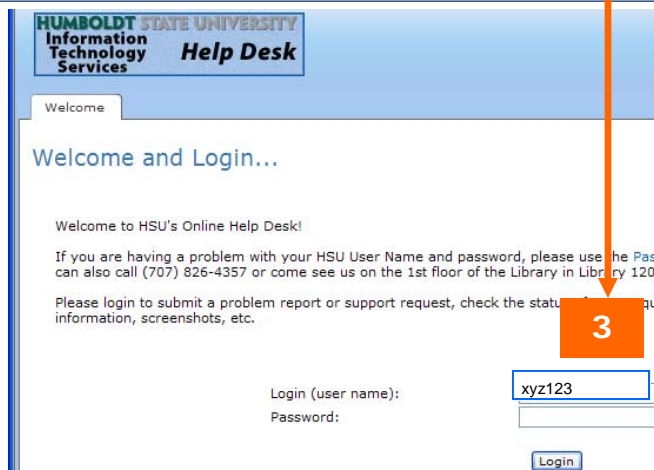 HUMBOLDT STATE UNIVERSITY
Information
Technology
Services
Help Desk
Welcome
Welcome and Login...
Welcome to HSU's Online Help Desk!
If you are having a problem with your HSU User Name and password, please use the Pas
can also call (707) 826-4357 or come see us on the 1st floor of the Library in Library 120
Please login to submit a problem report or support request, check the
information, screenshots, etc.
3
Login (user name):
xyz123
Password:
Login